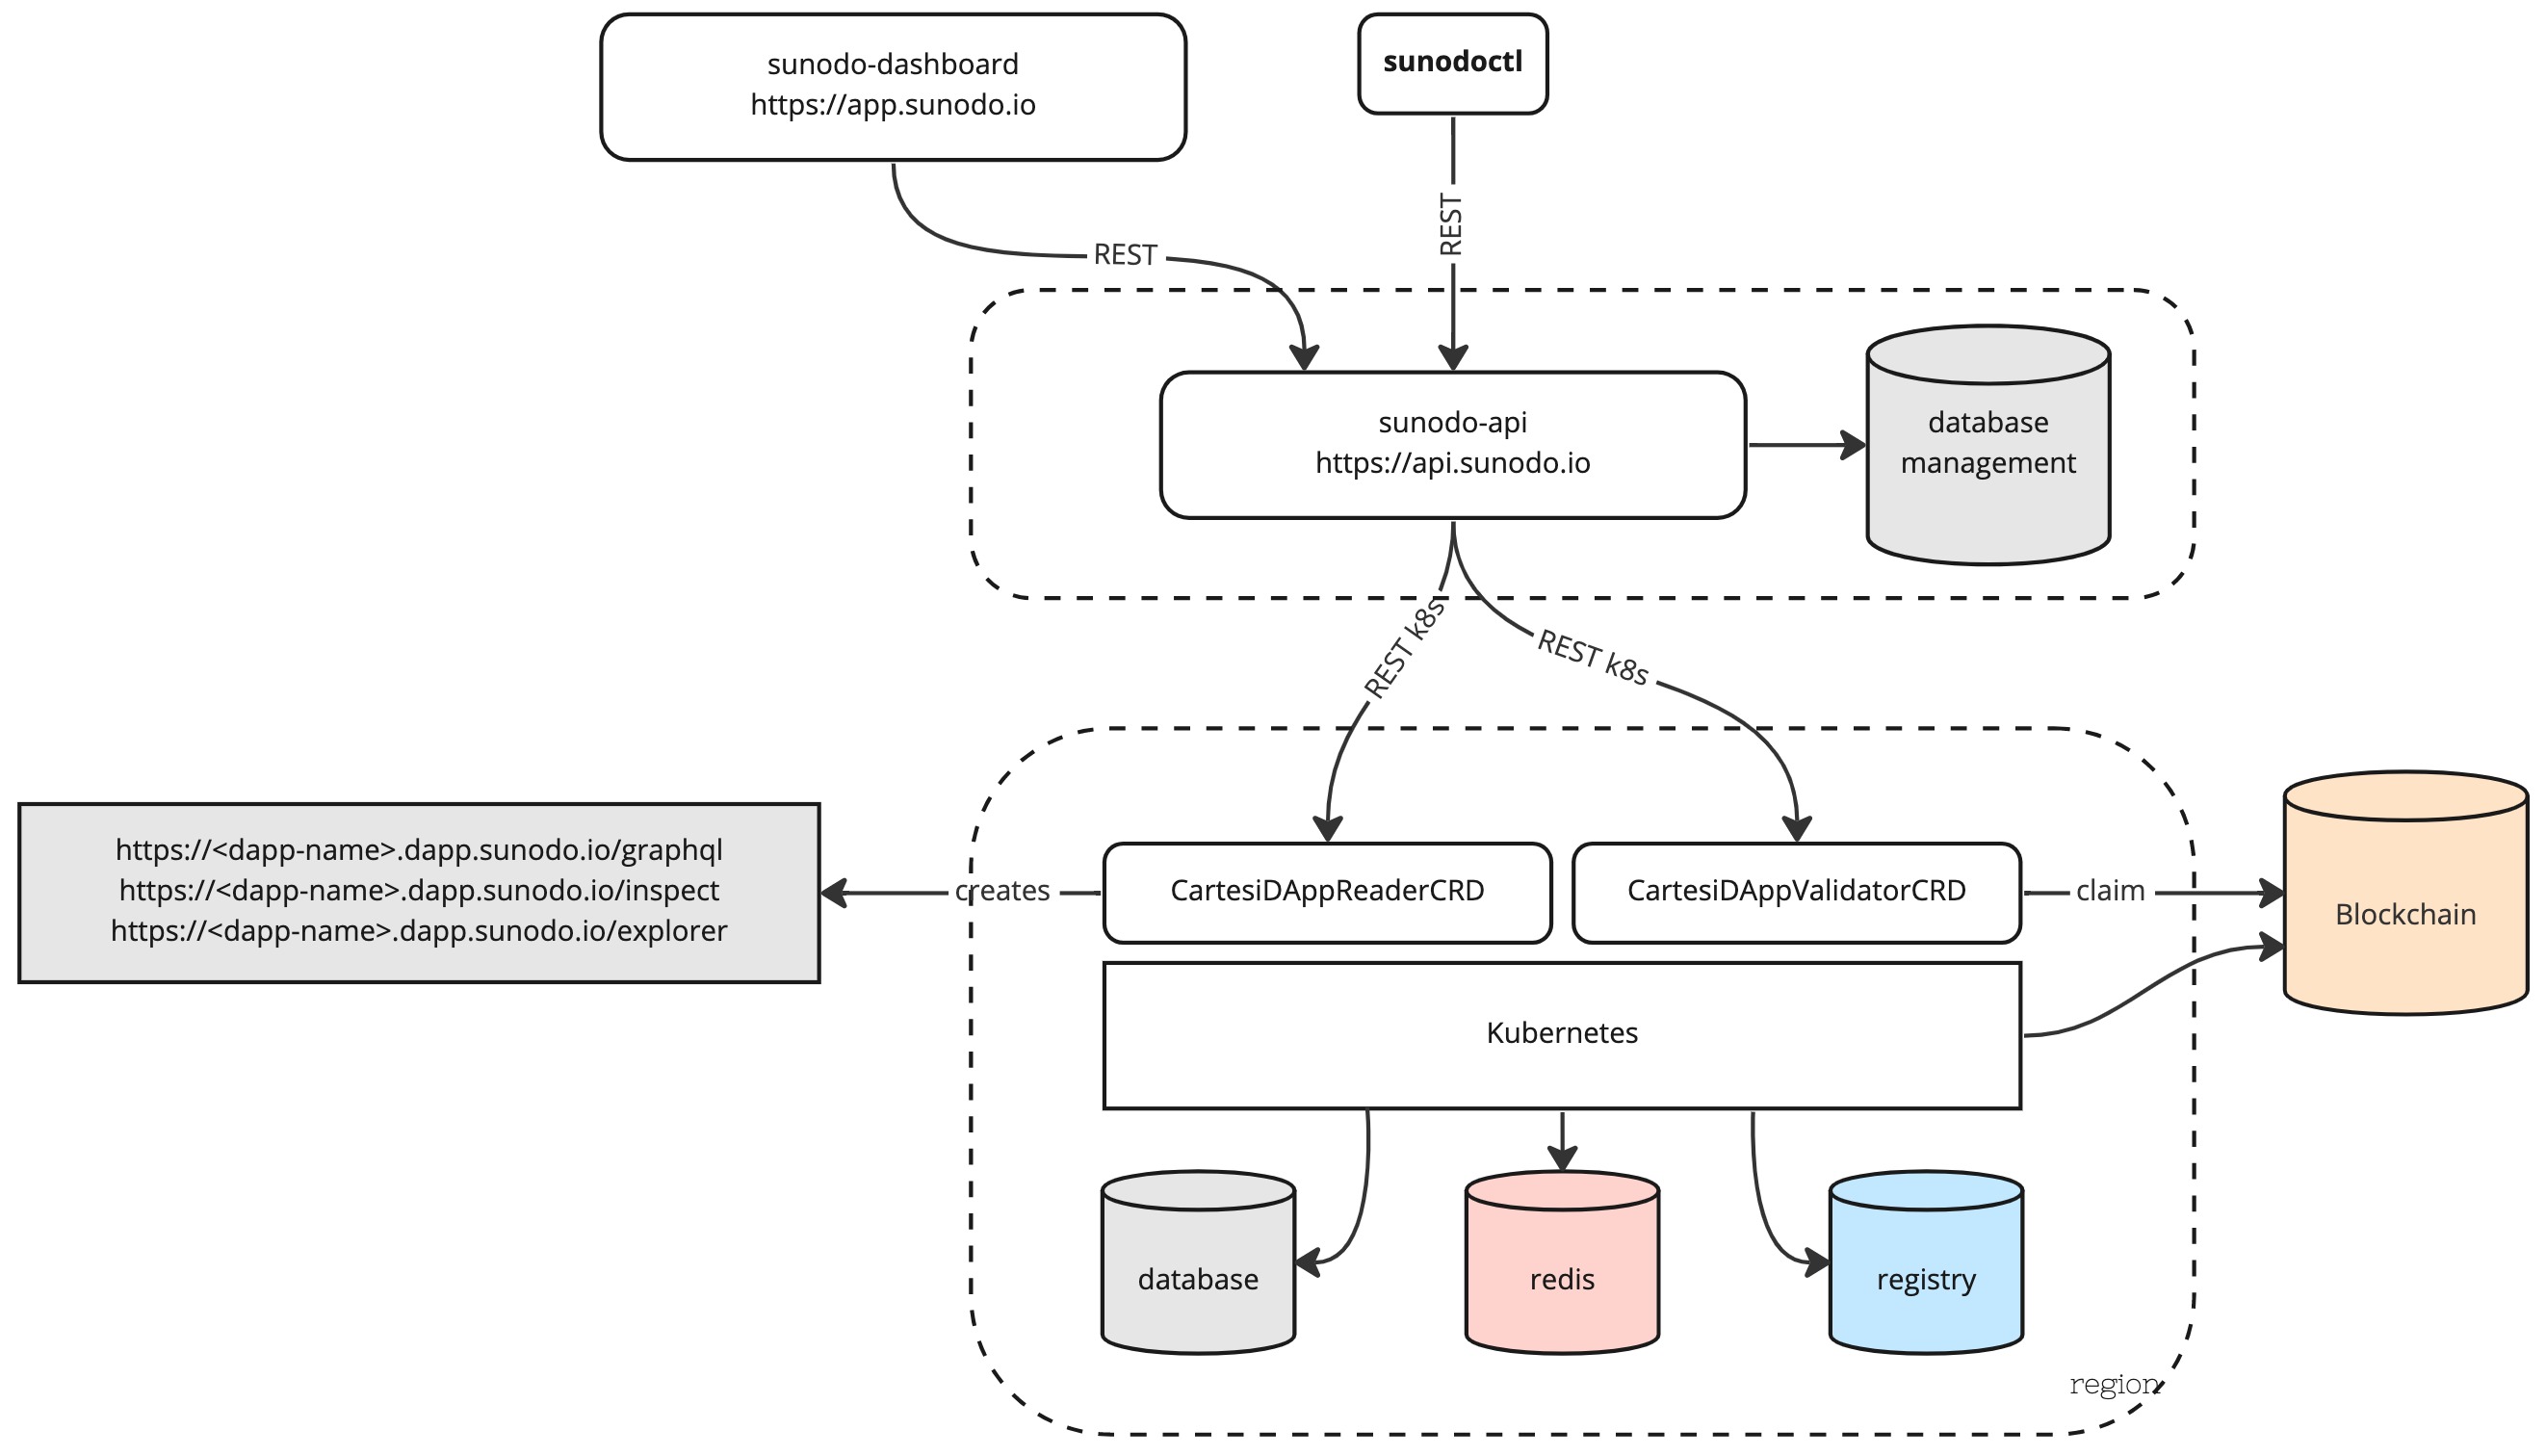 sunodo-dashboard
https://app.sunodo.io
sunodoctl
REST
REST
sunodo-api
https://api.sunodo.io
database
management
REST k8s
REST k8s
https://<dapp-name>.dapp.sunodo.io/graphql
https://<dapp-name>.dapp.sunodo.io/inspect
https://<dapp-name>.dapp.sunodo.io/explorer
creates
CartesiDAppReaderCRD
CartesiDAppValidatorCRD
claim
Blockchain
Kubernetes
database
redis
registry
region